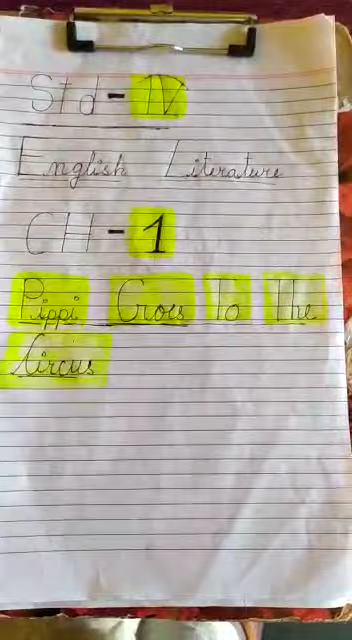 Std - IV
English Literature
CH - 1
Pippi Goes To The
Circus